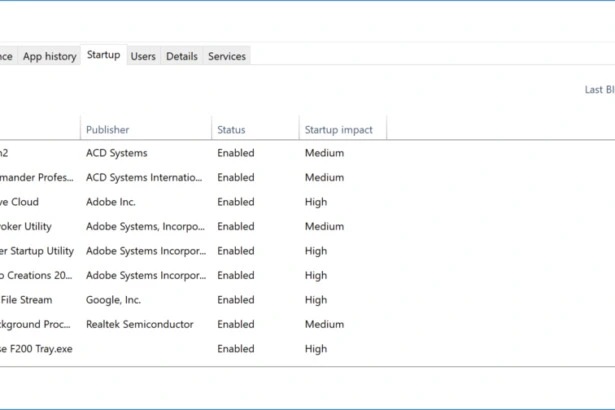 nce App history Startup Users Details Services
Last Bl
Publisher Status Startup impact
n2 ACD Systems Enabled Medium
mander Profes... ACD Systems Internatio... Enabled Medium
ve Cloud Adobe Inc. Enabled High
oker Utility Adobe Systems, Incorpo... Enabled Medium
er Startup Utility Adobe Systems Incorpor... Enabled High
o Creations 20... Adobe Systems Incorpor... Enabled High
File Stream Google, Inc. Enabled High
ckground Proc... Realtek Semiconductor Enabled Medium
se F200 Tray.exe Enabled High